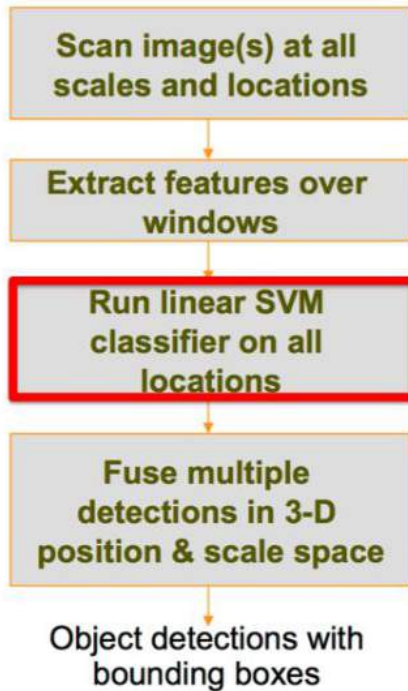 Scan image(s) at all
scales and locations
Extract features over
windows
Run linear SVM
classifier on all
locations
Fuse multiple
detections in 3-D
position & scale space
Object detections with
bounding boxes